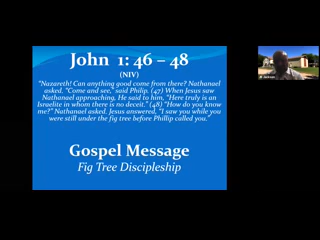 John 1: 46 – 48
(NIV)
"Nazareth! Can anything good come from there? Nathanael
asked. "Come and see," said Philip. (47) When Jesus saw
Nathanael approaching, He said to him, "Here truly is an
Israelite in whom there is no deceit." (48) "How do you know
me?" Nathanael asked. Jesus answered, "I saw you while you
were still under the fig tree before Phillip called you."
Gospel Message
Fig Tree Discipleship